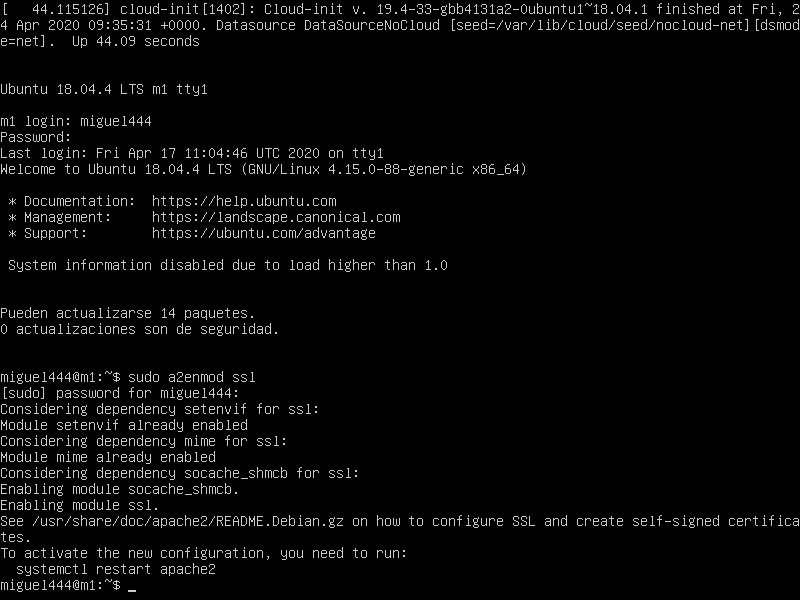 [   44.115126] cloud-init[1402]: Cloud-init v. 19.4-33-gbb4131a2-0ubuntu1~18.04.1 finished at Fri, 2
4 Apr 2020 09:35:31 +0000. Datasource DataSourceNoCloud [seed=/var/lib/cloud/seed/nocloud-net][dsmod
e=net].  Up 44.09 seconds
Ubuntu 18.04.4 LTS m1 tty1
m1 login: miguel444
Password:
Last login: Fri Apr 17 11:04:46 UTC 2020 on tty1
Welcome to Ubuntu 18.04.4 LTS (GNU/Linux 4.15.0-88-generic x86_64)
 * Documentation:  https://help.ubuntu.com
 * Management:     https://landscape.canonical.com
 * Support:        https://ubuntu.com/advantage
 System information disabled due to load higher than 1.0
Pueden actualizarse 14 paquetes.
0 actualizaciones son de seguridad.
miguel444@m1:~$ sudo a2enmod ssl
[sudo] password for miguel444:
Considering dependency setenvif for ssl:
Module setenvif already enabled
Considering dependency mime for ssl:
Module mime already enabled
Considering dependency socache_shmcb for ssl:
Enabling module socache_shmcb.
Enabling module ssl.
See /usr/share/doc/apache2/README.Debian.gz on how to configure SSL and create self-signed certifica
tes.
To activate the new configuration, you need to run:
  systemctl restart apache2
miguel444@m1:~$ _